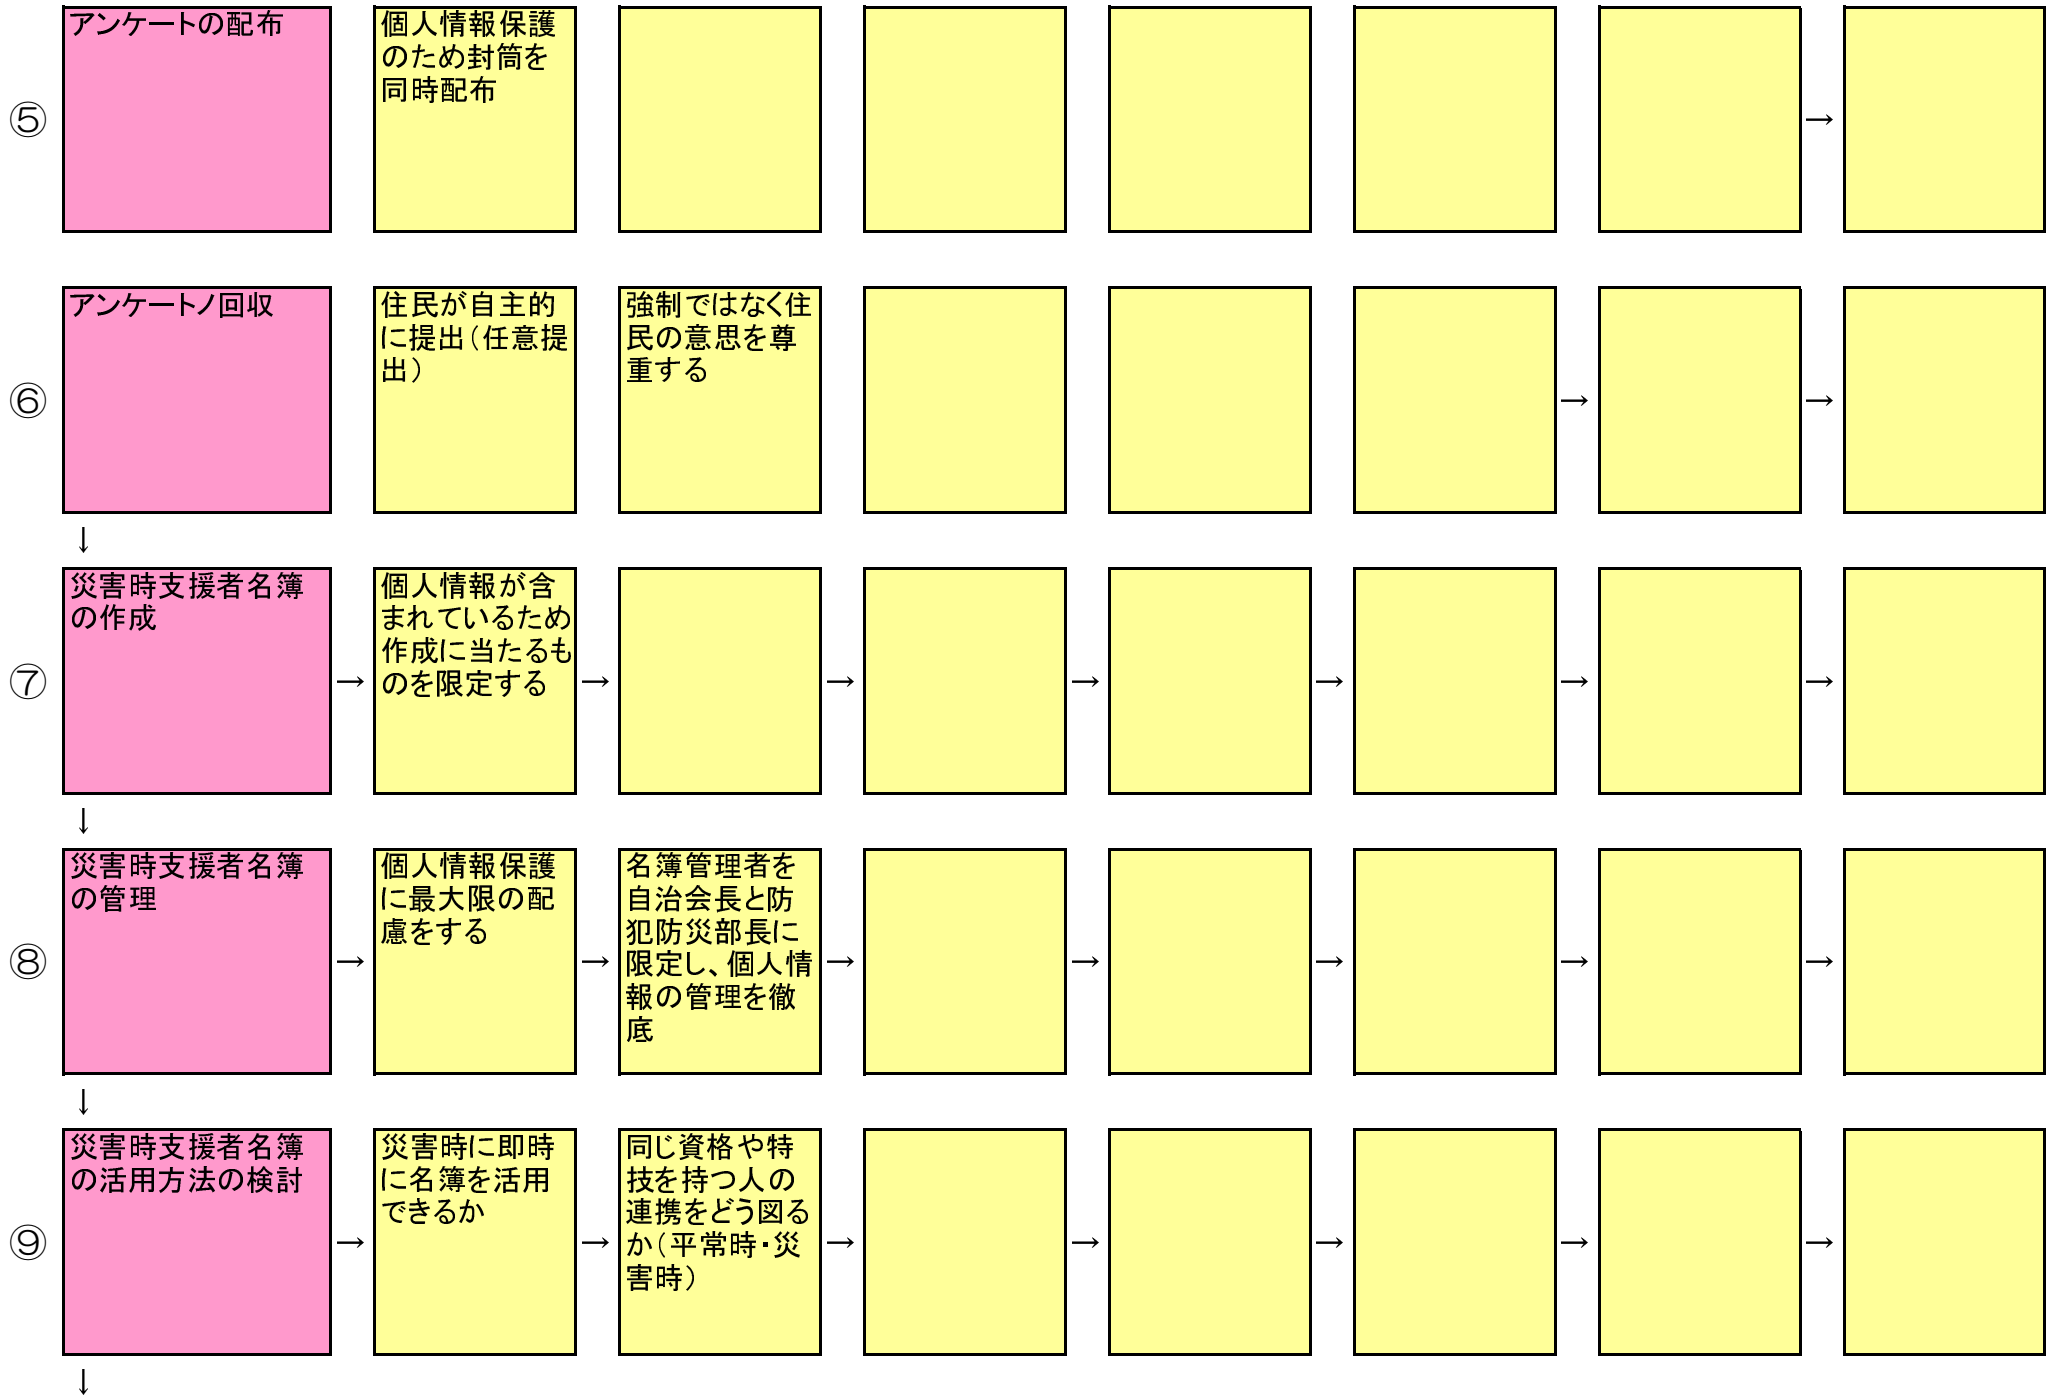 ⑤
アンケートの配布
個人情報保護
のため封筒を
同時配布
→
⑥
アンケートノ回収
住民が自主的
に提出(任意提
出)
強制ではなく住
民の意思を尊
重する
→ →
↓
⑦
災害時支援者名簿
の作成
→
個人情報が含
まれているため
作成に当たるも
のを限定する
→ → → → → →
↓
⑧
災害時支援者名簿
の管理
→
個人情報保護
に最大限の配
慮をする
→
名簿管理者を
自治会長と防
犯防災部長に
限定し、個人情
報の管理を徹
底
→ → → → →
↓
⑨
災害時支援者名簿
の活用方法の検討
→
災害時に即時
に名簿を活用
できるか
→
同じ資格や特
技を持つ人の
連携をどう図る
か(平常時・災
害時)
→ → → → →
↓